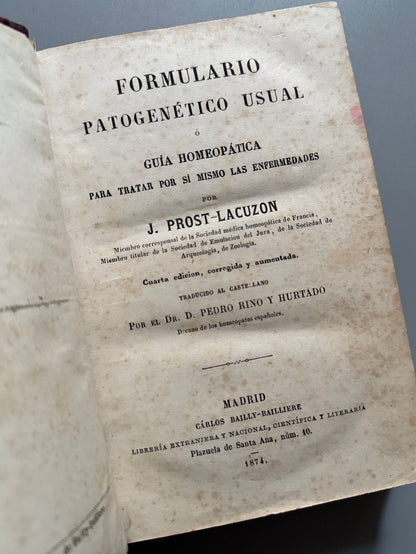 FORMULARIO
PATOGENÉTICO USUAL
Ó
GUÍA HOMEOPÁTICA
PARA TRATAR POR SÍ MISMO LAS ENFERMEDADES
POR
J. PROST-LACUZON
Miembro corresponsal de la Sociedad médica homeopática de Francia,
Miembro titular de la Sociedad de Emulacion del Jura, de la Sociedad de
Arqueología, de Zoología.
Cuarta edicion, corregida y aumentada.
TRADUCIDO AL CASTELLANO
POR EL DR. D. PEDRO RINO Y HURTADO
Decano de los homeópatas españoles.
MADRID
CÁRLOS BAILLY-BAILLIERE
LIBRERÍA EXTRANJERA Y NACIONAL, CIENTÍFICA Y LITERARIA
Plazuela de Santa Ana, núm. 10.
1874.